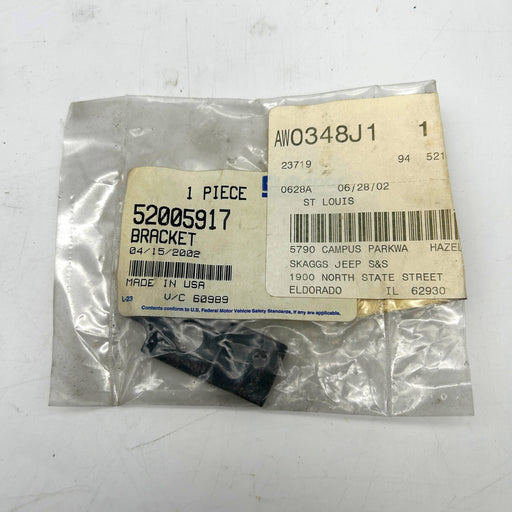 AW0348J1 1
23719 94 521
0628A 06/28/02
ST LOUIS
5790 CAMPUS PARKWA HAZEL
SKAGGS JEEP S&S
1900 NORTH STATE STREET
ELDORADO IL 62930
1 PIECE
52005917
BRACKET
04/15/2002
MADE IN USA
L-23 V/C 60989
Contents conform to U.S. Federal Motor Vehicle Safety Standards, if any are applicable.